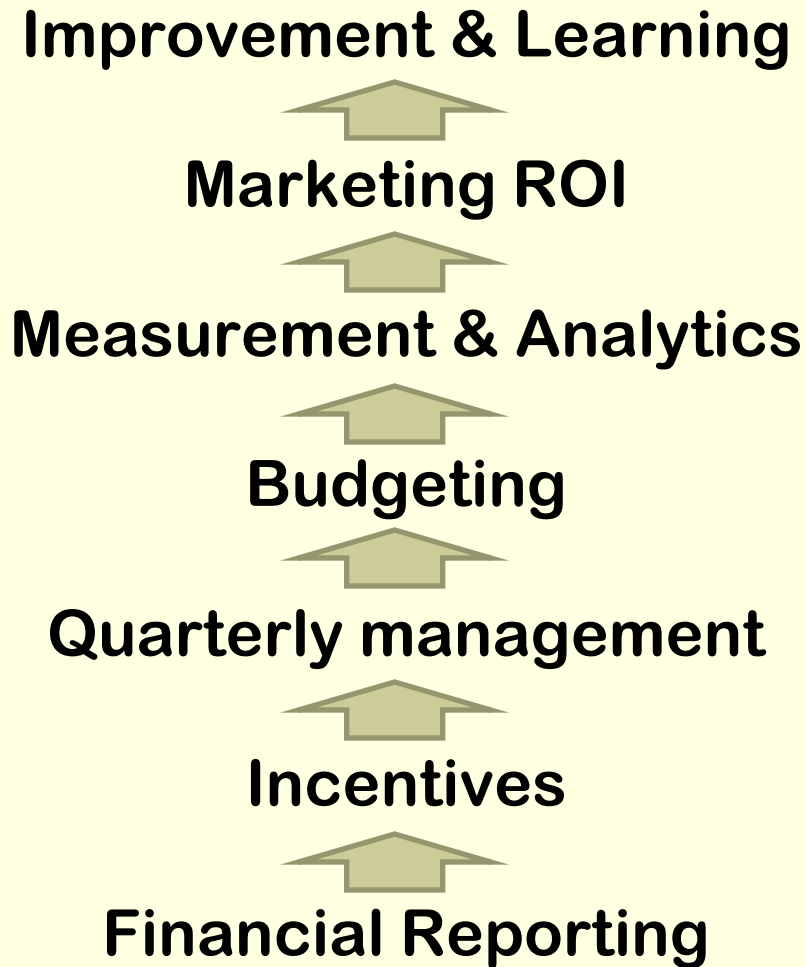 Improvement & Learning
Marketing ROI
Measurement & Analytics
Budgeting
Quarterly management
Incentives
Financial Reporting